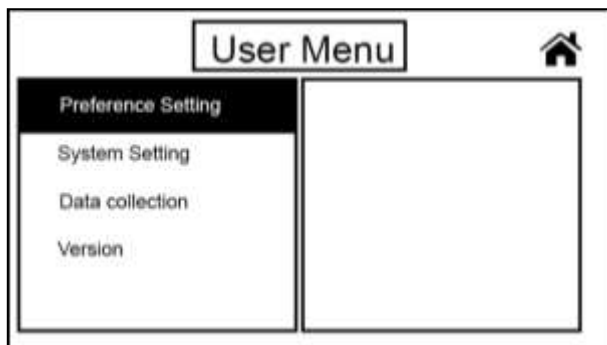 User Menu
Preference Setting
System Setting
Data collection
Version